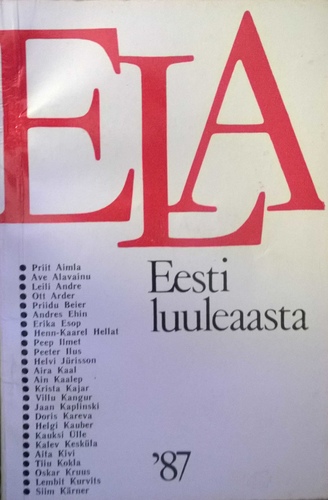 ELA
Eesti
luuleaasta
Priit Aimla
Ave Alavainu
Leili Andre
Ott Arder
Priidu Beier
Andres Ehin
Erika Esop
Henn-Kaarel Hellat
Peep Ilmet
Peeter Ilus
Helvi Jürisson
Aira Kaal
Ain Kaalep
Krista Kajar
Villu Kangur
Jaan Kaplinski
Doris Kareva
Helgi Kauber
Kauksi Ülle
Kalev Kesküla
Aita Kivi
Tiiu Kokla
Oskar Kruus
Lembit Kurvits
Siim Kärner
'87